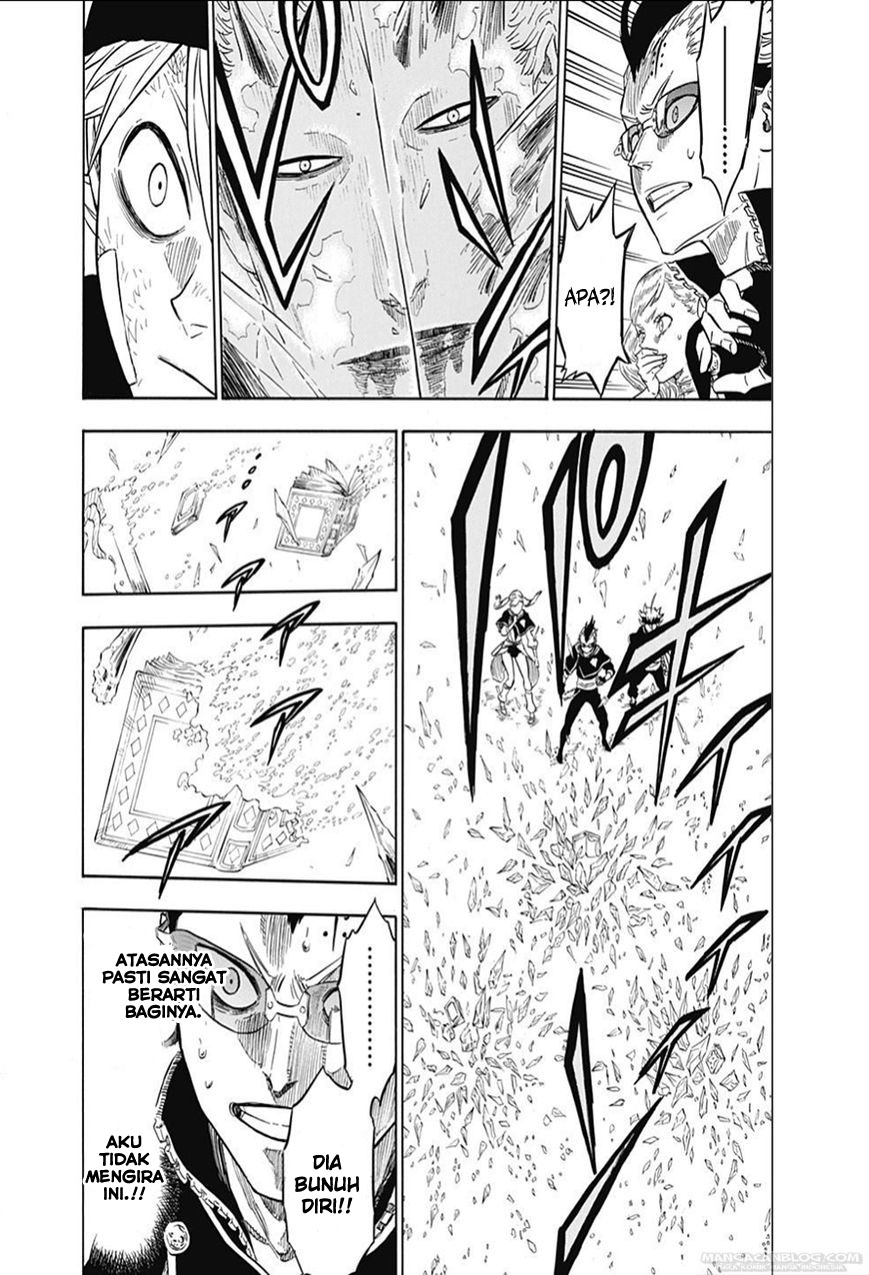 .........
APA?!
.........
DIA
BUNUH
DIRI!!
ATASANNYA
PASTI SANGAT
BERARTI
BAGINYA.
AKU
TIDAK
MENGIRA
INI.!!
MANGACANBLOG.COM